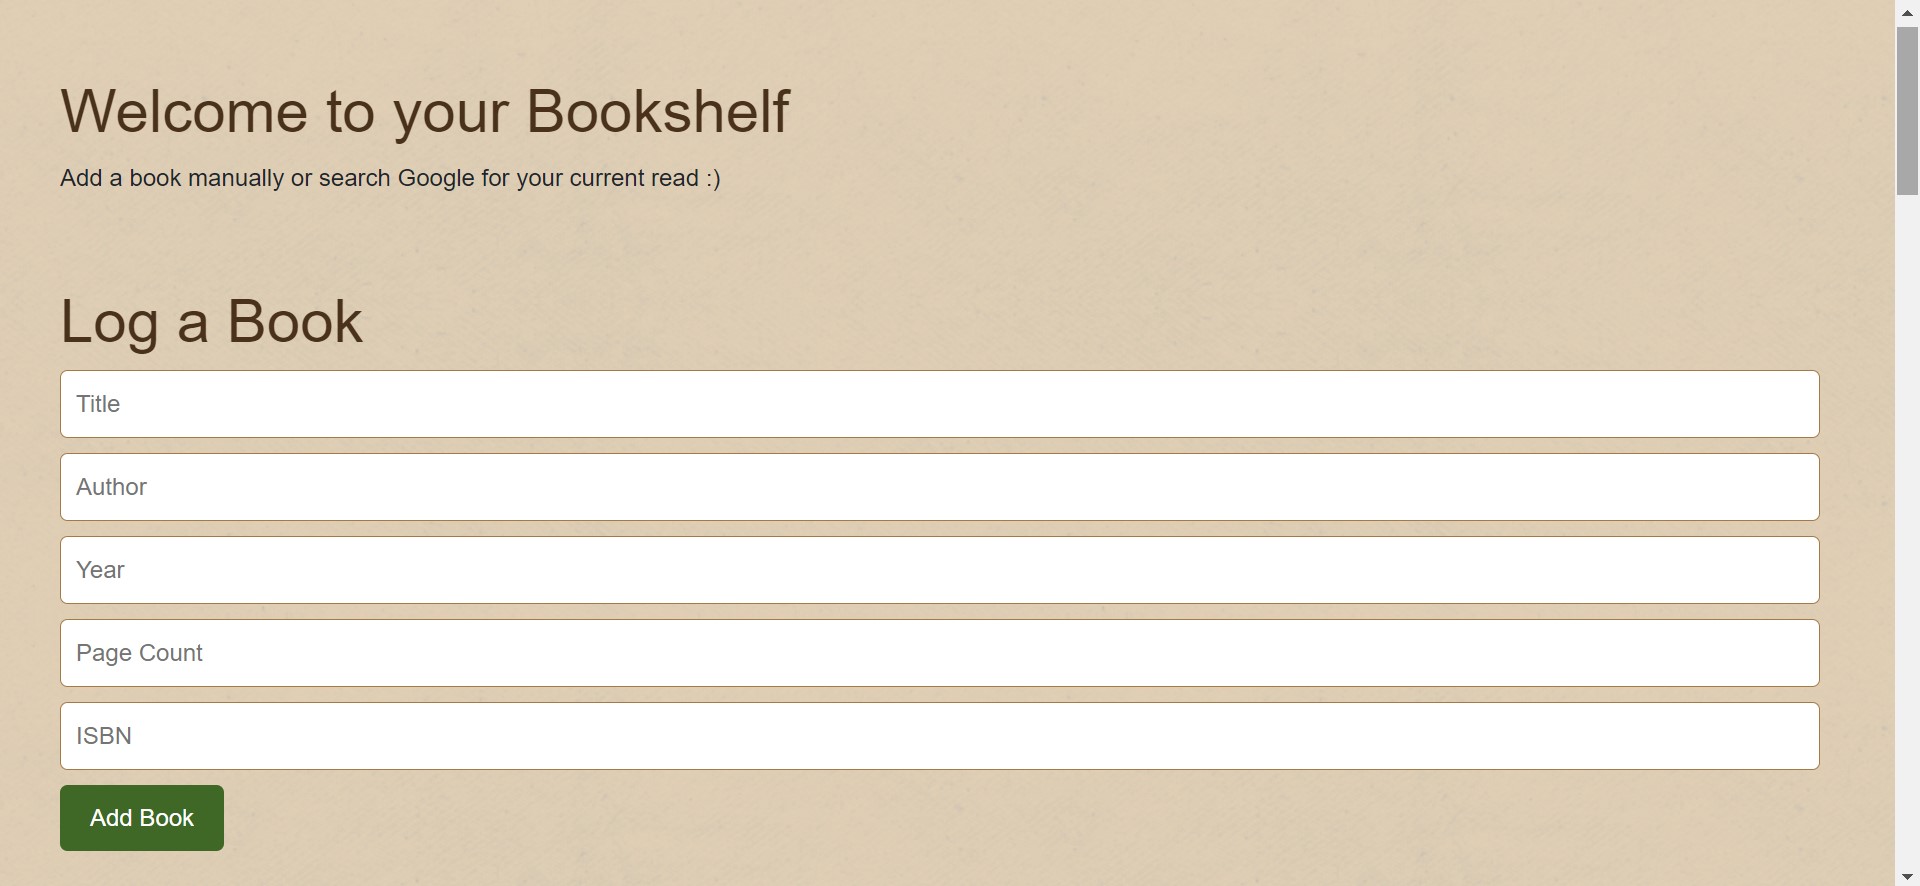 Welcome to your Bookshelf
Add a book manually or search Google for your current read :)
Log a Book
Title
Author
Year
Page Count
ISBN
Add Book